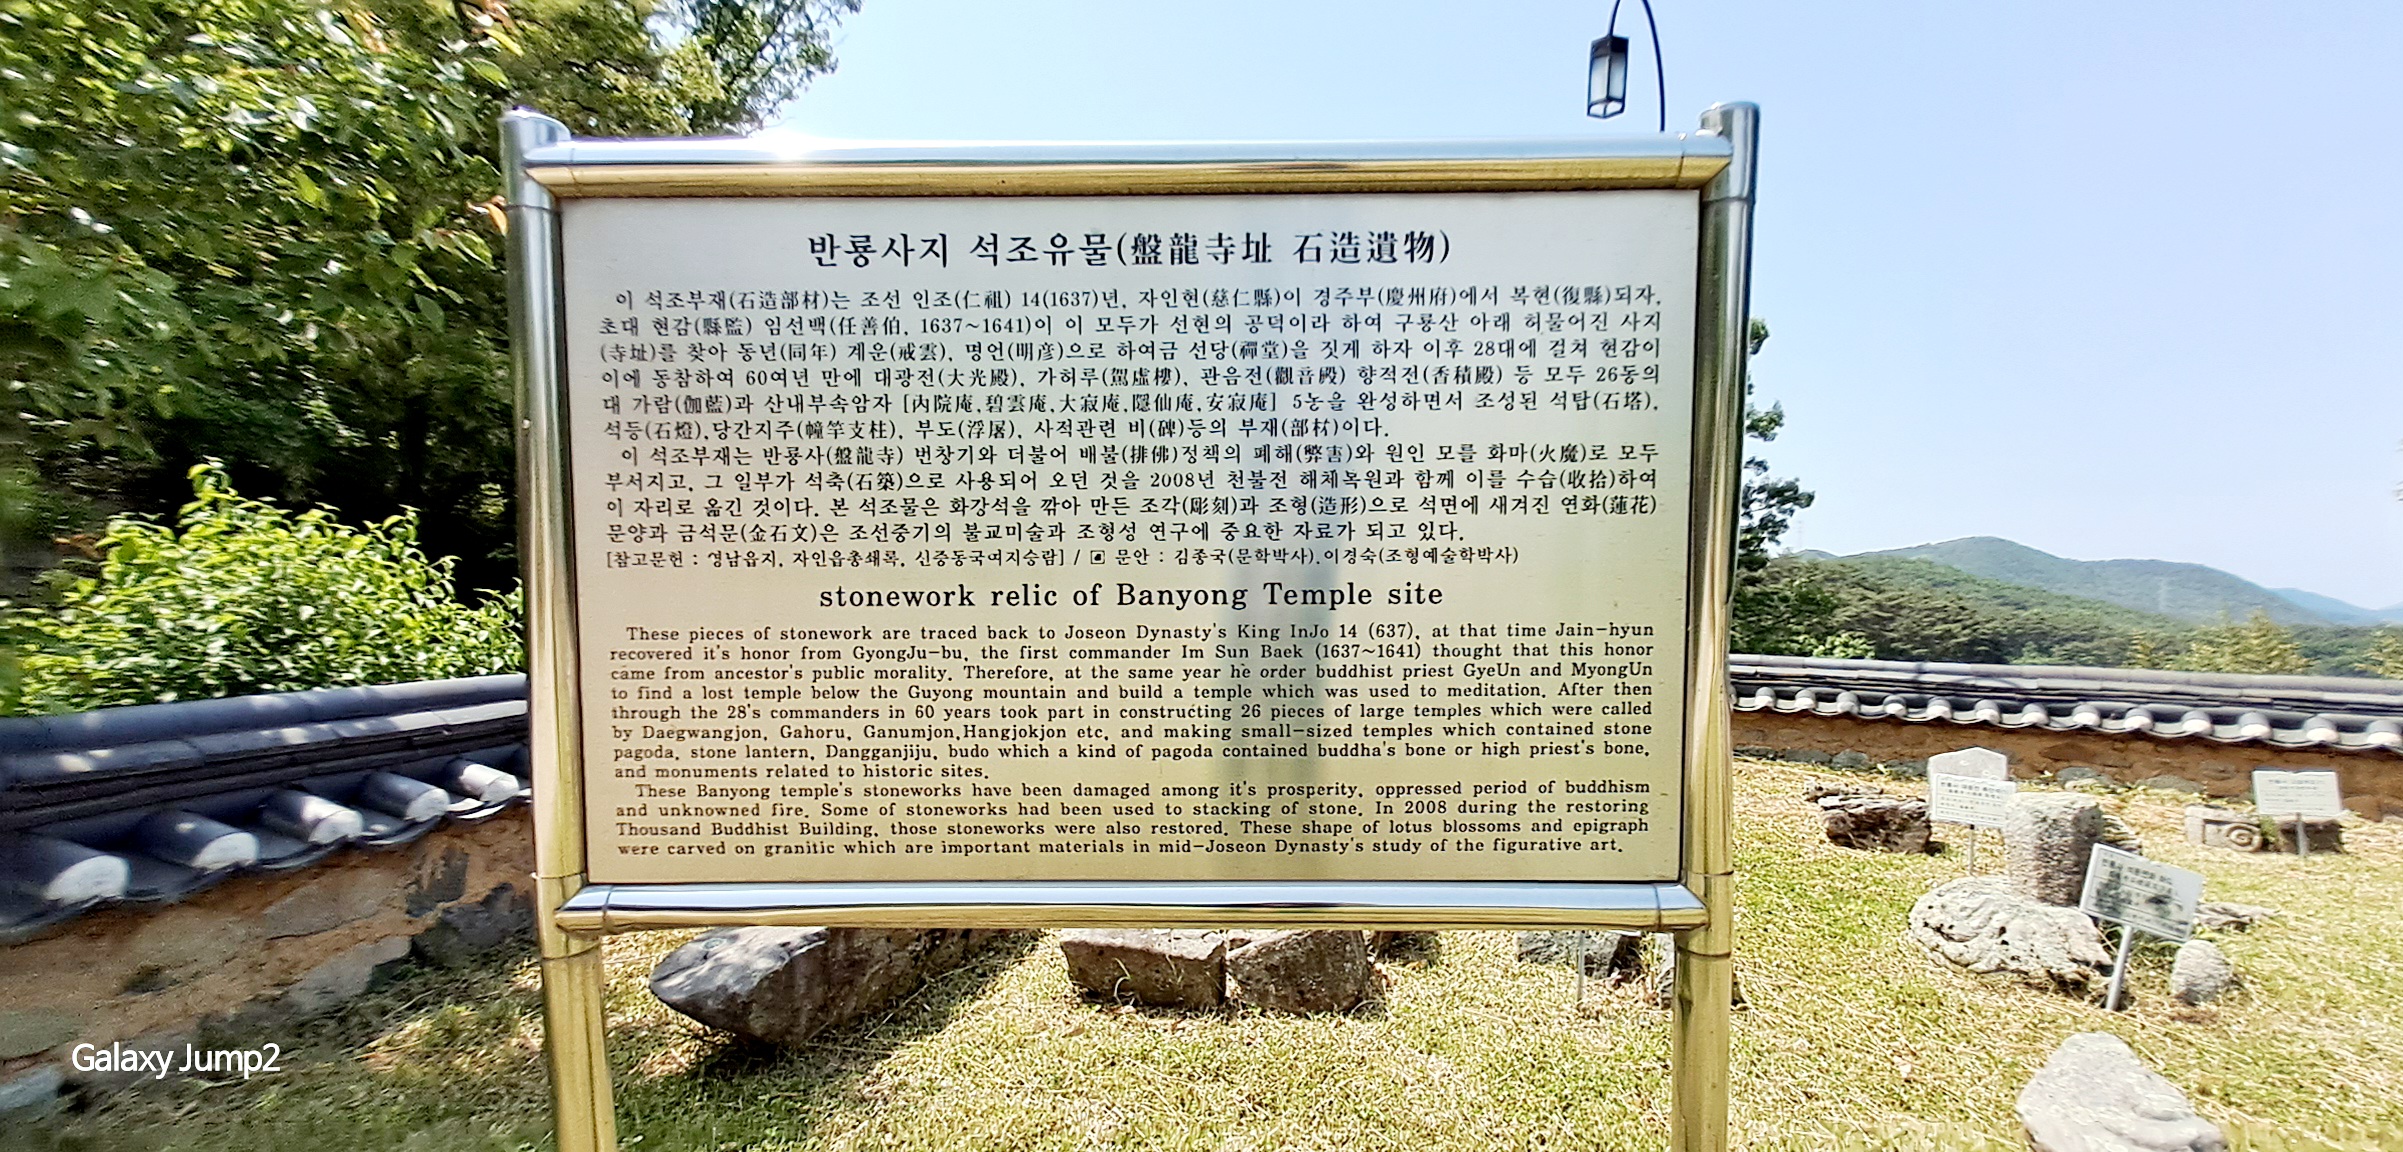 반룡사지 석조유물(盤龍寺址 石造遺物)
이 석조부재(石造部材)는 조선 인조(仁祖) 14(1637)년, 자인현(慈仁縣)이 경주부(慶州府)에서 복현(復縣)되자,
초대 현감(縣監) 임선백(任善伯, 1637~1641)이 이 모두가 선현의 공덕이라 하여 구룡산 아래 허물어진 사지
(寺址)를 찾아 동년(同年) 계운(戒雲), 명언(明彦)으로 하여금 선당(禪堂)을 짓게 하자 이후 28대에 걸쳐 현감이
이에 동참하여 60여년 만에 대광전(大光殿), 가허루(駕虛樓), 관음전(觀音殿) 향적전(香積殿) 등 모두 26동의
대 가람(伽藍)과 산내부속암자 [內院庵,碧雲庵,大寂庵,隱仙庵,安寂庵] 5동을 완성하면서 조성된 석탑(石塔),
석등(石燈),당간지주(幢竿支柱), 부도(浮屠), 사적관련 비(碑)등의 부재(部材)이다.
이 석조부재는 반룡사(盤龍寺) 번창기와 더불어 배불(排佛)정책의 폐해(弊害)와 원인 모를 화마(火魔)로 모두
부서지고, 그 일부가 석축(石築)으로 사용되어 오던 것을 2008년 천불전 해체복원과 함께 이를 수습(收拾)하여
이 자리로 옮긴 것이다. 본 석조물은 화강석을 깎아 만든 조각(彫刻)과 조형(造形)으로 석면에 새겨진 연화(蓮花)
문양과 금석문(金石文)은 조선중기의 불교미술과 조형성 연구에 중요한 자료가 되고 있다.
[참고문헌 : 영남읍지, 자인읍총쇄록, 신증동국여지승람] / ▣ 문안 : 김종국(문학박사),이경숙(조형예술학박사)
stonework relic of Banyong Temple site
These pieces of stonework are traced back to Joseon Dynasty's King InJo 14 (637), at that time Jain-hyun
recovered it's honor from GyongJu-bu, the first commander Im Sun Baek (1637~1641) thought that this honor
came from ancestor's public morality. Therefore, at the same year he order buddhist priest GyeUn and MyongUn
to find a lost temple below the Guyong mountain and build a temple which was used to meditation. After then
through the 28's commanders in 60 years took part in constructing 26 pieces of large temples which were called
by Daegwangjon, Gahoru, Ganumjon,Hangjokjon etc, and making small-sized temples which contained stone
pagoda, stone lantern, Dangganjiju, budo which a kind of pagoda contained buddha's bone or high priest's bone,
and monuments related to historic sites.
These Banyong temple's stoneworks have been damaged among it's prosperity, oppressed period of buddhism
and unknowned fire. Some of stoneworks had been used to stacking of stone. In 2008 during the restoring
Thousand Buddhist Building, those stoneworks were also restored. These shape of lotus blossoms and epigraph
were carved on granitic which are important materials in mid-Joseon Dynasty's study of the figurative art.
Galaxy Jump2